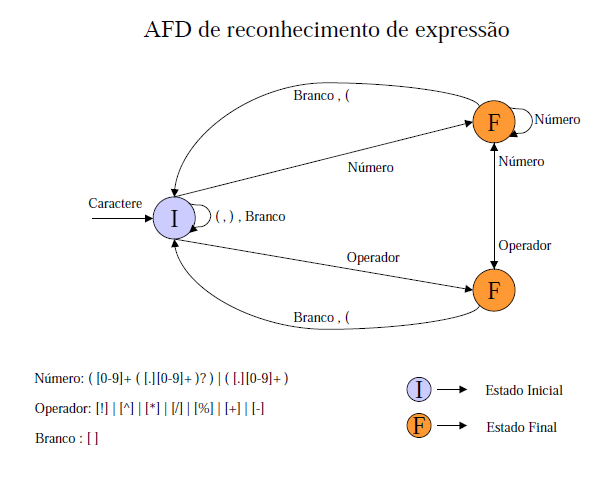 AFD de reconhecimento de expressão
Branco , (
F
Número
Número
Número
Caractere
I
( , ) , Branco
Operador
Operador
F
Branco , (
Número: ( [0-9]+ ( [.][0-9]+ )? ) | ( [.][0-9]+ )
Operador: [!] | [^] | [*] | [/] | [%] | [+] | [-]
Branco : [ ]
I Estado Inicial
F Estado Final